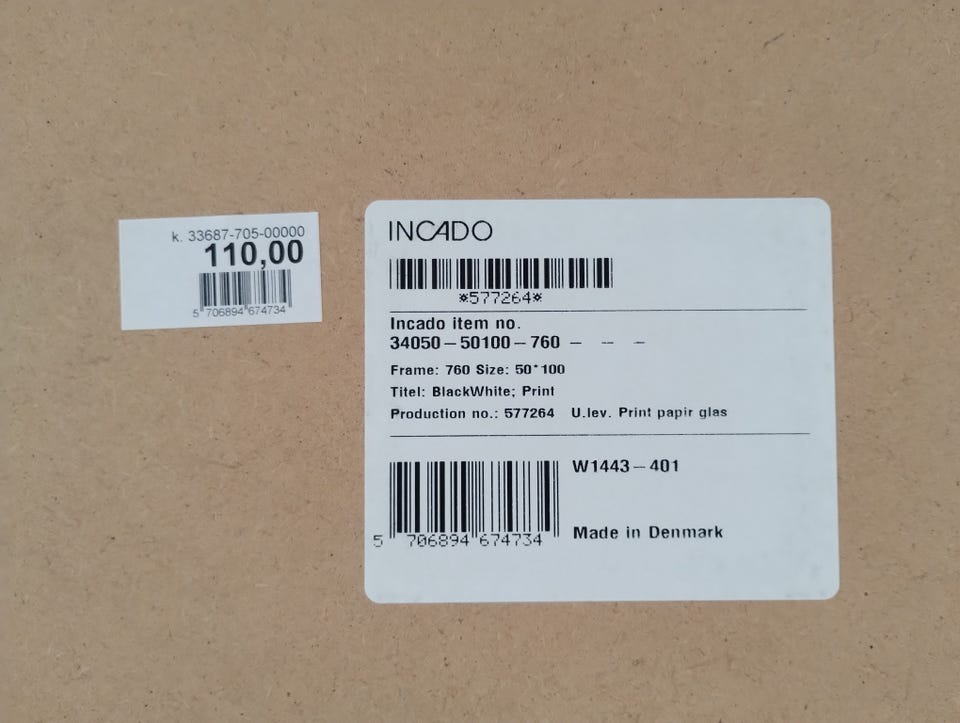 k. 33687-705-00000
110,00
5 706894 674734
INCADO
*577264*
Incado item no.
34050-50100-760 - -- -
Frame: 760 Size: 50*100
Titel: BlackWhite; Print
Production no.: 577264 U.lev. Print papir glas
W1443-401
5 706894 674734
Made in Denmark